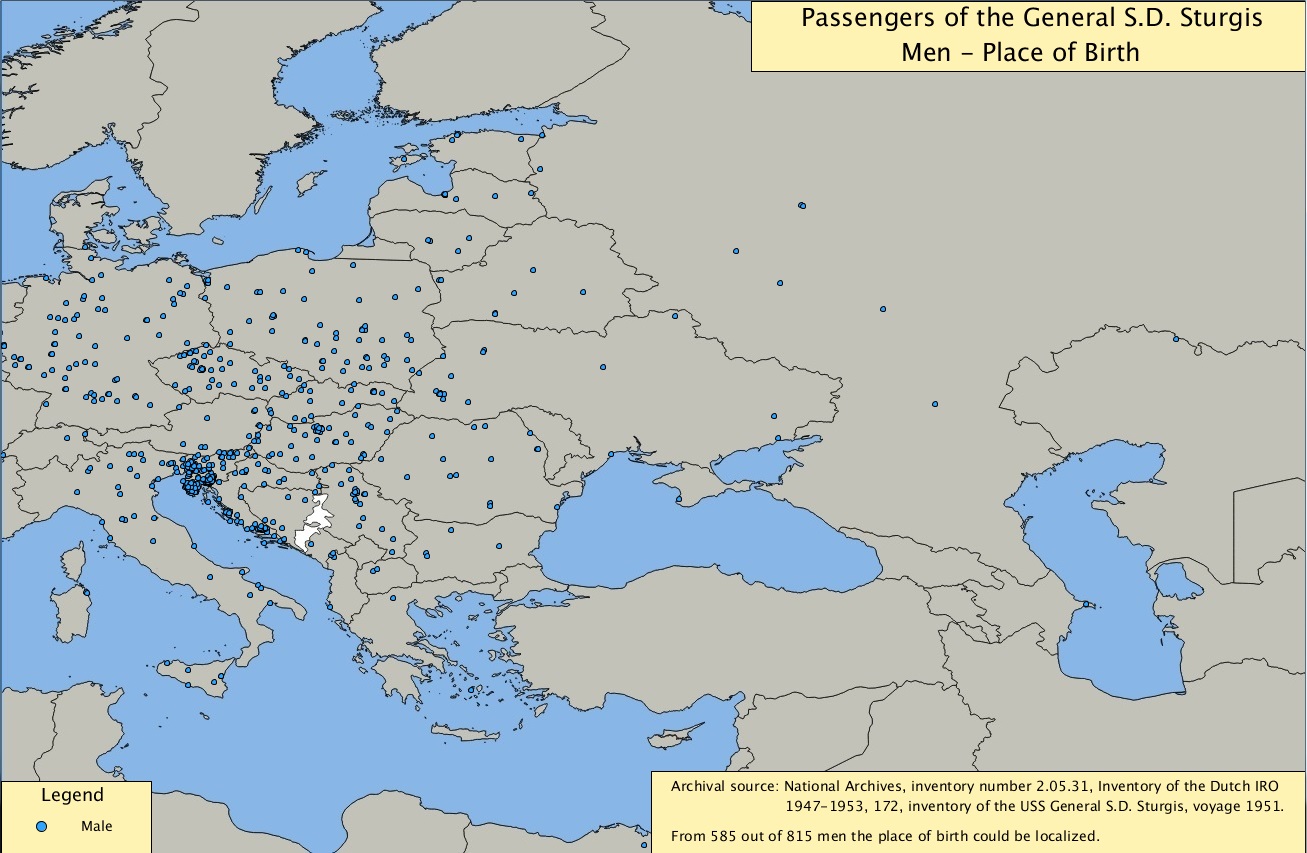 Passengers of the General S.D. Sturgis
Men – Place of Birth
Legend
Male
Archival source: National Archives, inventory number 2.05.31, Inventory of the Dutch IRO
1947–1953, 172, inventory of the USS General S.D. Sturgis, voyage 1951.
From 585 out of 815 men the place of birth could be localized.